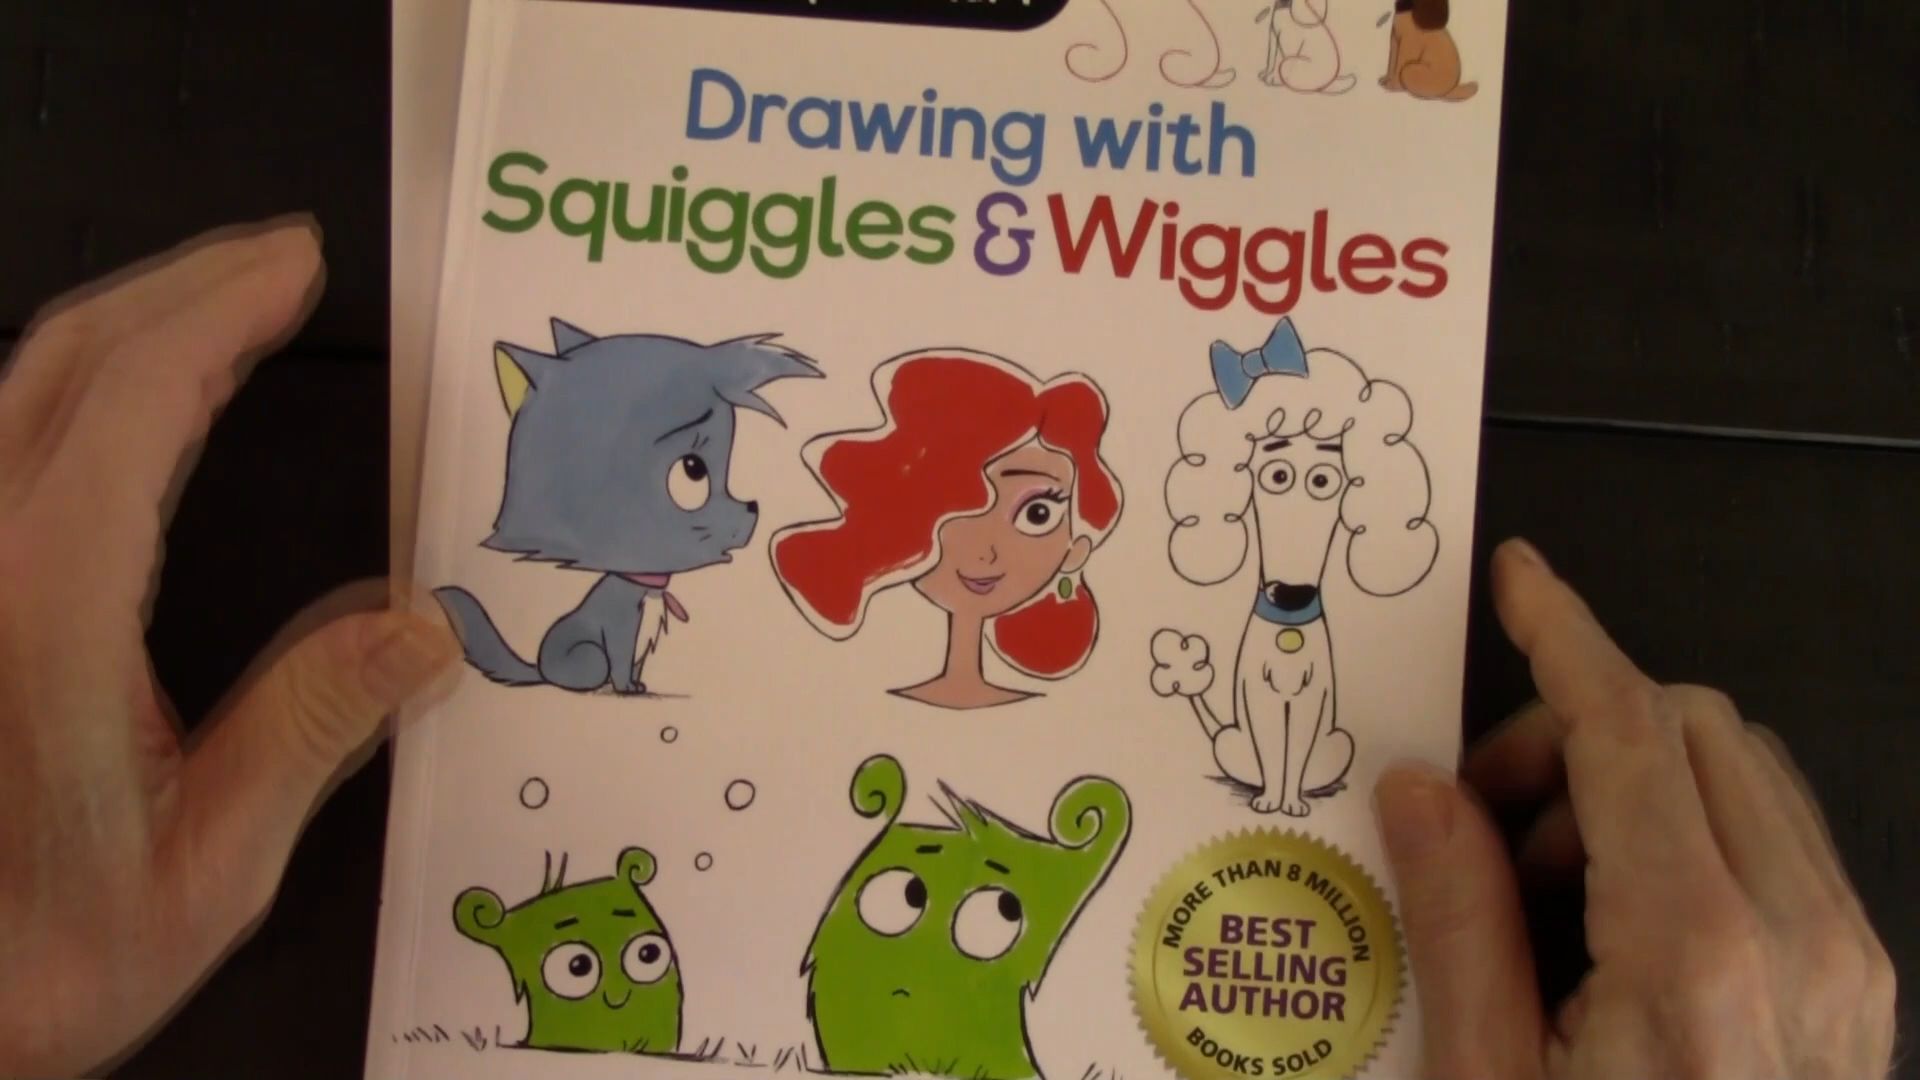 Drawing with
Squiggles & Wiggles
MORE THAN 8 MILLION
BEST
SELLING
AUTHOR
BOOKS SOLD